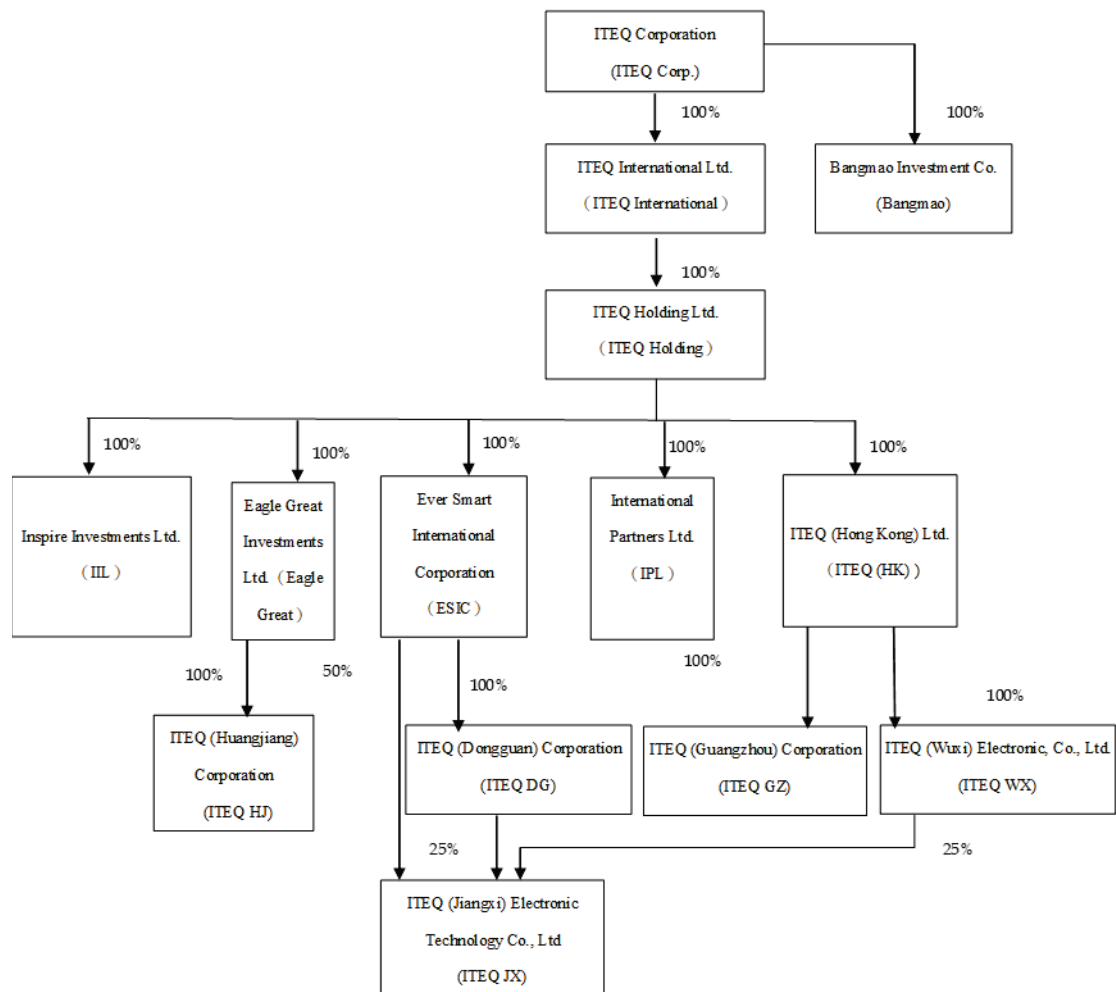 ITEQ Corporation
(ITEQ Corp.)
100%
100%
ITEQ International Ltd.
（ITEQ International）
Bangmao Investment Co.
(Bangmao)
100%
ITEQ Holding Ltd.
（ITEQ Holding）
100%
100%
100%
100%
100%
Inspire Investments Ltd.
（IIL）
Eagle Great
Investments
Ltd.（Eagle
Great）
Ever Smart
International
Corporation
（ESIC）
International
Partners Ltd.
（IPL）
ITEQ (Hong Kong) Ltd.
（ITEQ (HK)）
100%
50%
100%
100%
100%
ITEQ (Huangjiang)
Corporation
(ITEQ HJ)
ITEQ (Dongguan) Corporation
(ITEQ DG)
ITEQ (Guangzhou) Corporation
(ITEQ GZ)
ITEQ (Wuxi) Electronic, Co., Ltd.
(ITEQ WX)
25%
25%
ITEQ (Jiangxi) Electronic
Technology Co., Ltd
(ITEQ JX)